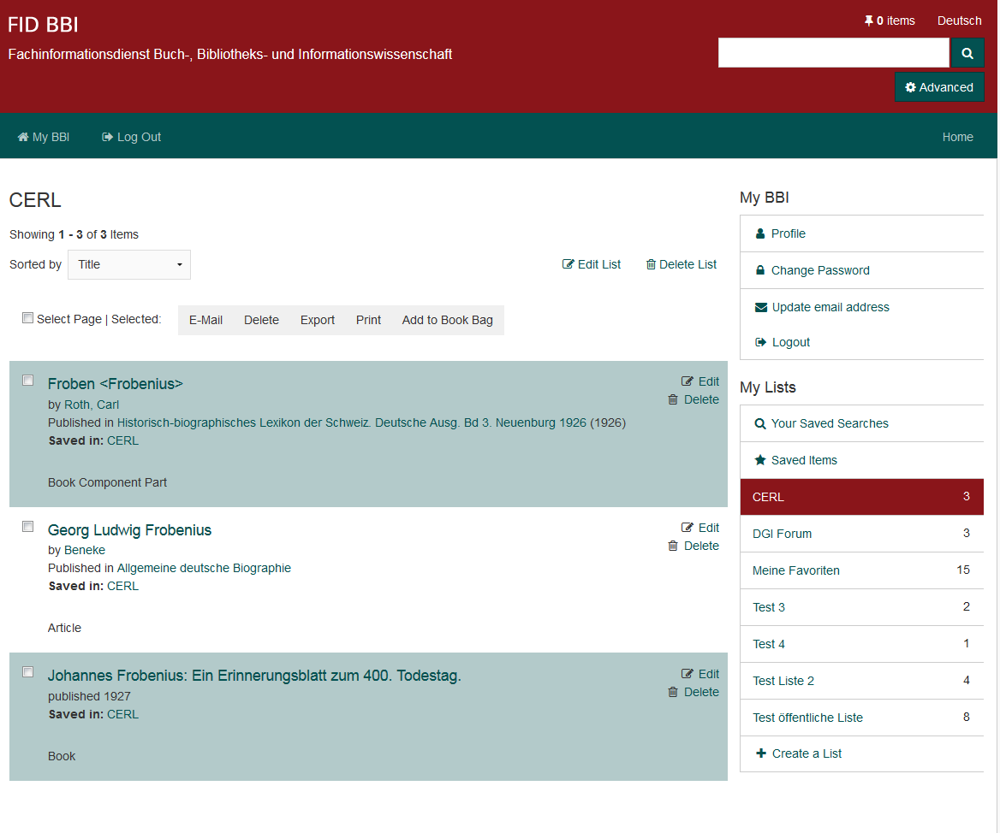 FID BBI
0 items Deutsch
Fachinformationsdienst Buch-, Bibliotheks- und Informationswissenschaft
Advanced
My BBI Log Out Home
CERL
Showing 1 - 3 of 3 Items
Sorted by Title
Edit List Delete List
Select Page | Selected: E-Mail Delete Export Print Add to Book Bag
Froben <Frobenius>
Edit
by Roth, Carl
Delete
Published in Historisch-biographisches Lexikon der Schweiz. Deutsche Ausg. Bd 3. Neuenburg 1926 (1926)
Saved in: CERL
Book Component Part
Georg Ludwig Frobenius
Edit
by Beneke
Delete
Published in Allgemeine deutsche Biographie
Saved in: CERL
Article
Johannes Frobenius: Ein Erinnerungsblatt zum 400. Todestag.
Edit
published 1927
Delete
Saved in: CERL
Book
My BBI
Profile
Change Password
Update email address
Logout
My Lists
Your Saved Searches
Saved Items
CERL 3
DGI Forum 3
Meine Favoriten 15
Test 3 2
Test 4 1
Test Liste 2 4
Test öffentliche Liste 8
Create a List